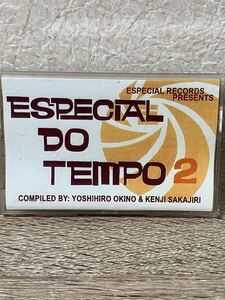 ESPECIAL RECORDS
PRESENTS
ESPECIAL
DO
TEMPO 2
COMPILED BY: YOSHIHIRO OKINO & KENJI SAKAJIRI